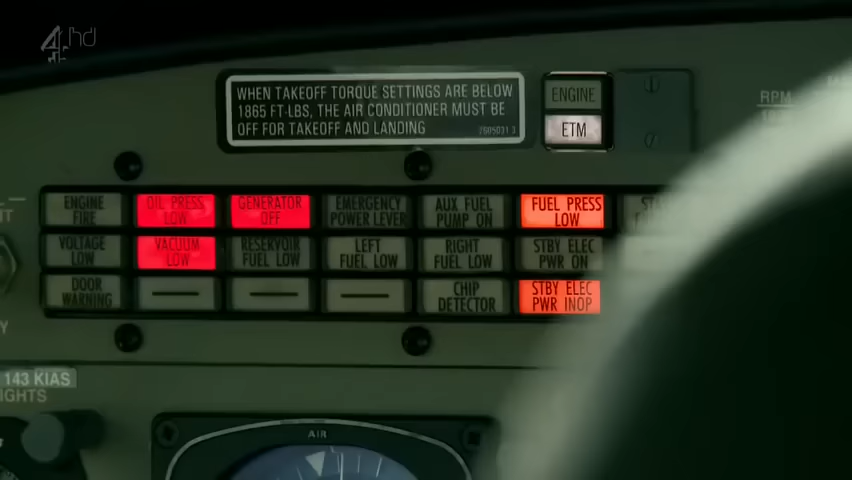 4 hd
WHEN TAKEOFF TORQUE SETTINGS ARE BELOW
1865 FT-LBS, THE AIR CONDITIONER MUST BE
OFF FOR TAKEOFF AND LANDING
ENGINE
ETM
RPM
ENGINE
FIRE
OIL PRESS
LOW
GENERATOR
OFF
EMERGENCY
POWER LEVER
AUX FUEL
PUMP ON
FUEL PRESS
LOW
VOLTAGE
LOW
VACUUM
LOW
RESERVOIR
FUEL LOW
LEFT
FUEL LOW
RIGHT
FUEL LOW
STBY ELEC
PWR ON
DOOR
WARNING
CHIP
DETECTOR
STBY ELEC
PWR INOP
143 KIAS
AIR